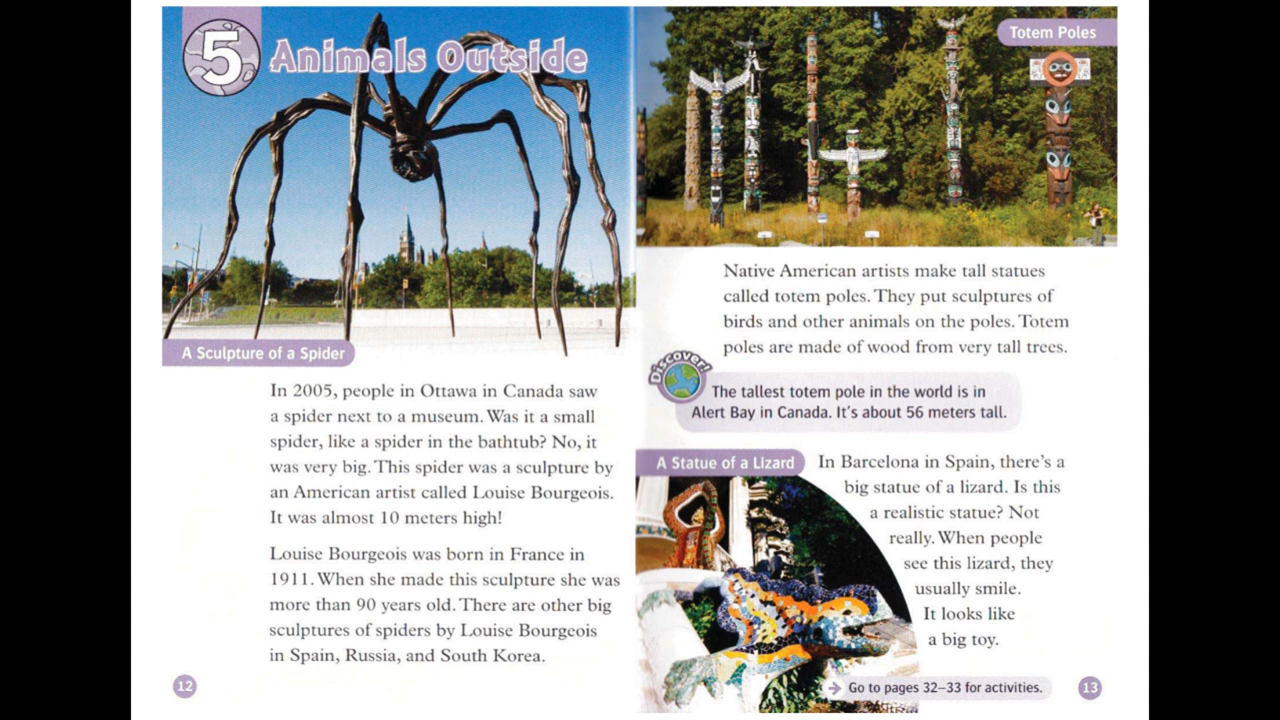 5 Animals Outside
A Sculpture of a Spider
In 2005, people in Ottawa in Canada saw
a spider next to a museum. Was it a small
spider, like a spider in the bathtub? No, it
was very big. This spider was a sculpture by
an American artist called Louise Bourgeois.
It was almost 10 meters high!
Louise Bourgeois was born in France in
1911. When she made this sculpture she was
more than 90 years old. There are other big
sculptures of spiders by Louise Bourgeois
in Spain, Russia, and South Korea.
12
Totem Poles
Native American artists make tall statues
called totem poles. They put sculptures of
birds and other animals on the poles. Totem
poles are made of wood from very tall trees.
Discover!
The tallest totem pole in the world is in
Alert Bay in Canada. It's about 56 meters tall.
A Statue of a Lizard
In Barcelona in Spain, there's a
big statue of a lizard. Is this
a realistic statue? Not
really. When people
see this lizard, they
usually smile.
It looks like
a big toy.
Go to pages 32–33 for activities.
13